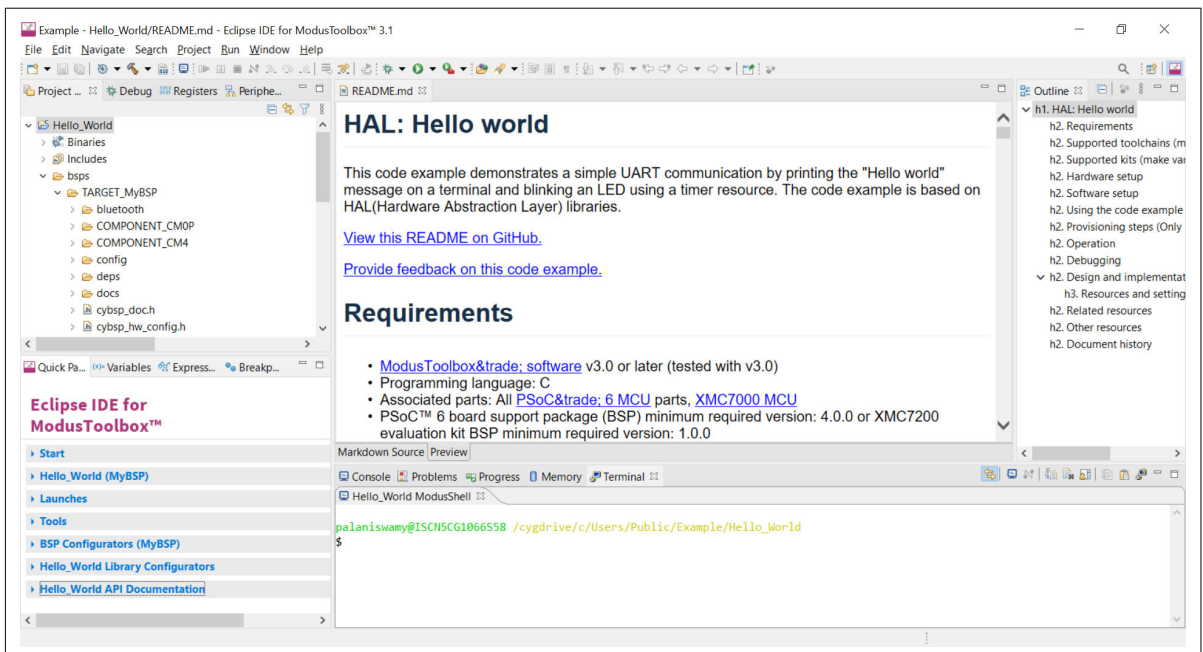 Example - Hello_World/README.md - Eclipse IDE for ModusToolbox™ 3.1
File Edit Navigate Search Project Run Window Help
Project ... Debug Registers Periphe...
Hello_World
Binaries
Includes
bsps
TARGET_MyBSP
bluetooth
COMPONENT_CM0P
COMPONENT_CM4
config
deps
docs
cybsp_doc.h
cybsp_hw_config.h
Quick Pa... (x)= Variables Express... Breakp...
Eclipse IDE for
ModusToolbox™
Start
Hello_World (MyBSP)
Launches
Tools
BSP Configurators (MyBSP)
Hello_World Library Configurators
Hello_World API Documentation
README.md
HAL: Hello world
This code example demonstrates a simple UART communication by printing the "Hello world"
message on a terminal and blinking an LED using a timer resource. The code example is based on
HAL(Hardware Abstraction Layer) libraries.
View this README on GitHub.
Provide feedback on this code example.
Requirements
• ModusToolbox&trade; software v3.0 or later (tested with v3.0)
• Programming language: C
• Associated parts: All PSoC&trade; 6 MCU parts, XMC7000 MCU
• PSoC™ 6 board support package (BSP) minimum required version: 4.0.0 or XMC7200
evaluation kit BSP minimum required version: 1.0.0
Markdown Source Preview
Console Problems Progress Memory Terminal
Hello_World ModusShell
palaniswamy@ISCN5CG1066S58 /cygdrive/c/Users/Public/Example/Hello_World
$
Outline
h1. HAL: Hello world
h2. Requirements
h2. Supported toolchains (m
h2. Supported kits (make var
h2. Hardware setup
h2. Software setup
h2. Using the code example
h2. Provisioning steps (Only
h2. Operation
h2. Debugging
h2. Design and implementat
h3. Resources and setting
h2. Related resources
h2. Other resources
h2. Document history